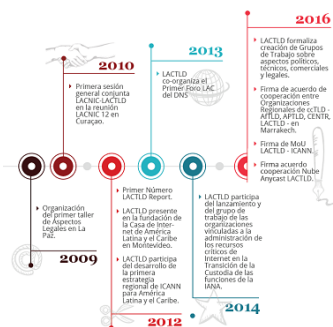 2010
Primera sesión
general conjunta
LACNIC-LACTLD
en la reunión
LACNIC 12 en
Curaçao.
2013
LACTLD
co-organiza el
Primer Foro LAC
del DNS
2016
LACTLD formaliza
creación de Grupos
de Trabajo sobre
aspectos políticos,
técnicos, comerciales
y legales.
Firma de acuerdo de
cooperación entre
Organizaciones
Regionales de ccTLD -
AfTLD, APTLD, CENTR,
LACTLD - en
Marrakech.
Firma de MoU
LACTLD - ICANN.
Firma acuerdo
cooperación Nube
Anycast LACTLD.
Organización
del primer taller
de Aspectos
Legales en La
Paz.
2009
Primer Número
LACTLD Report.
LACTLD presente
en la fundación de
la Casa de Inter-
net de América
Latina y el Caribe
en Montevideo.
LACTLD participa
del desarrollo de
la primera
estrategia
regional de ICANN
para América
Latina y el Caribe.
2012
LACTLD participa
del lanzamiento y
del grupo de
trabajo de las
organizaciones
vinculadas a la
administración de
los recursos
críticos de
Internet en la
Transición de la
Custodia de las
funciones de la
IANA.
2014